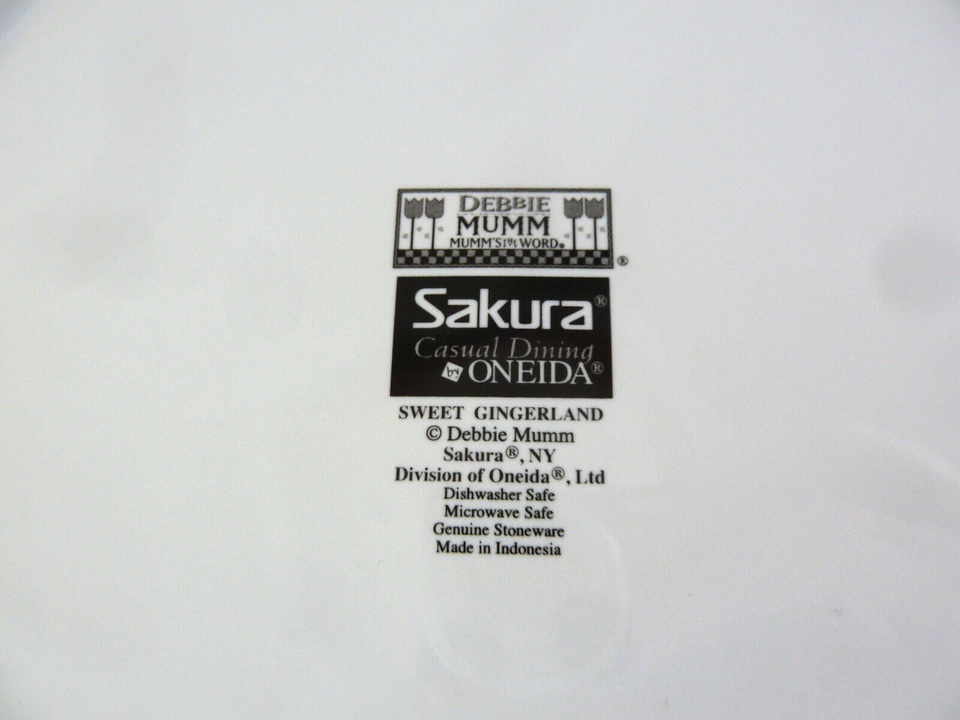 DEBBIE
MUMM
MUMM'S THE WORD®
®
Sakura®
Casual Dining
by ONEIDA®
SWEET GINGERLAND
© Debbie Mumm
Sakura®, NY
Division of Oneida®, Ltd
Dishwasher Safe
Microwave Safe
Genuine Stoneware
Made in Indonesia